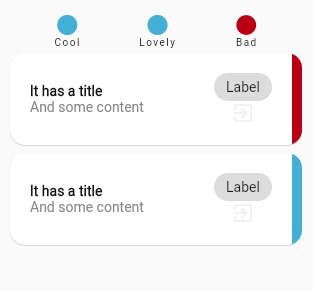 Cool Lovely Bad
It has a title
And some content
Label
It has a title
And some content
Label